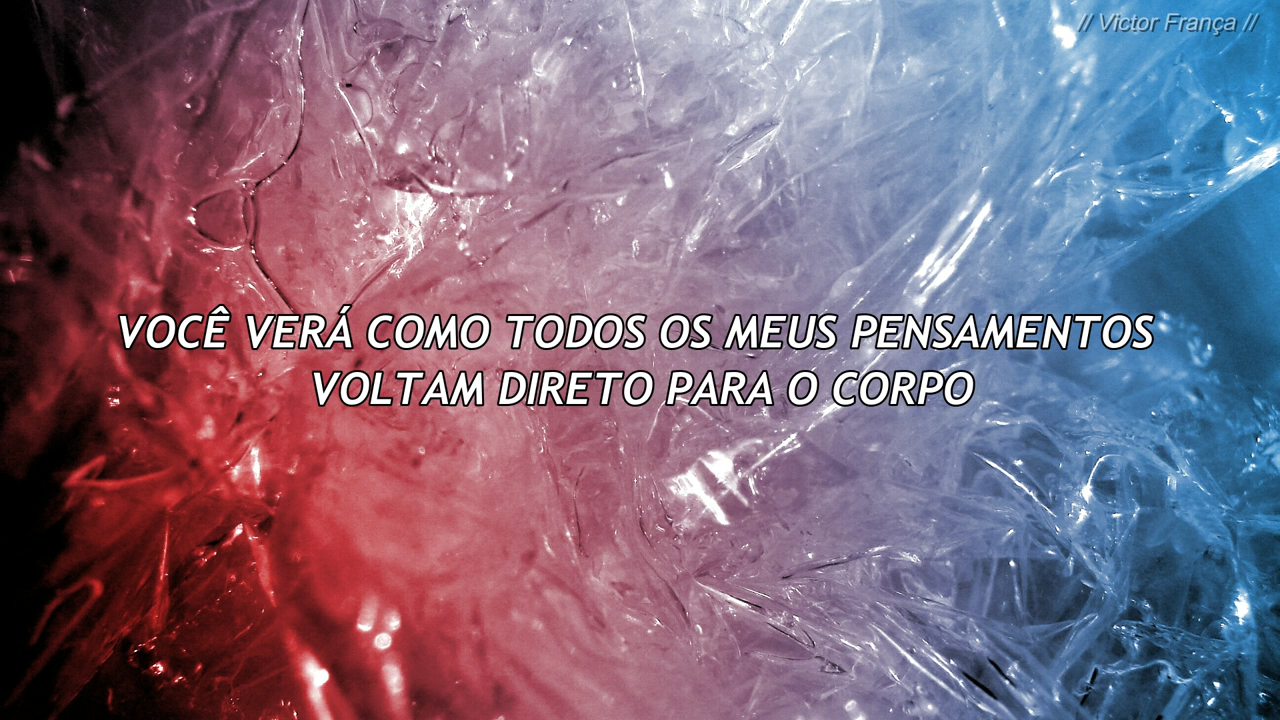 // Victor França //
VOCÊ VERÁ COMO TODOS OS MEUS PENSAMENTOS
VOLTAM DIRETO PARA O CORPO